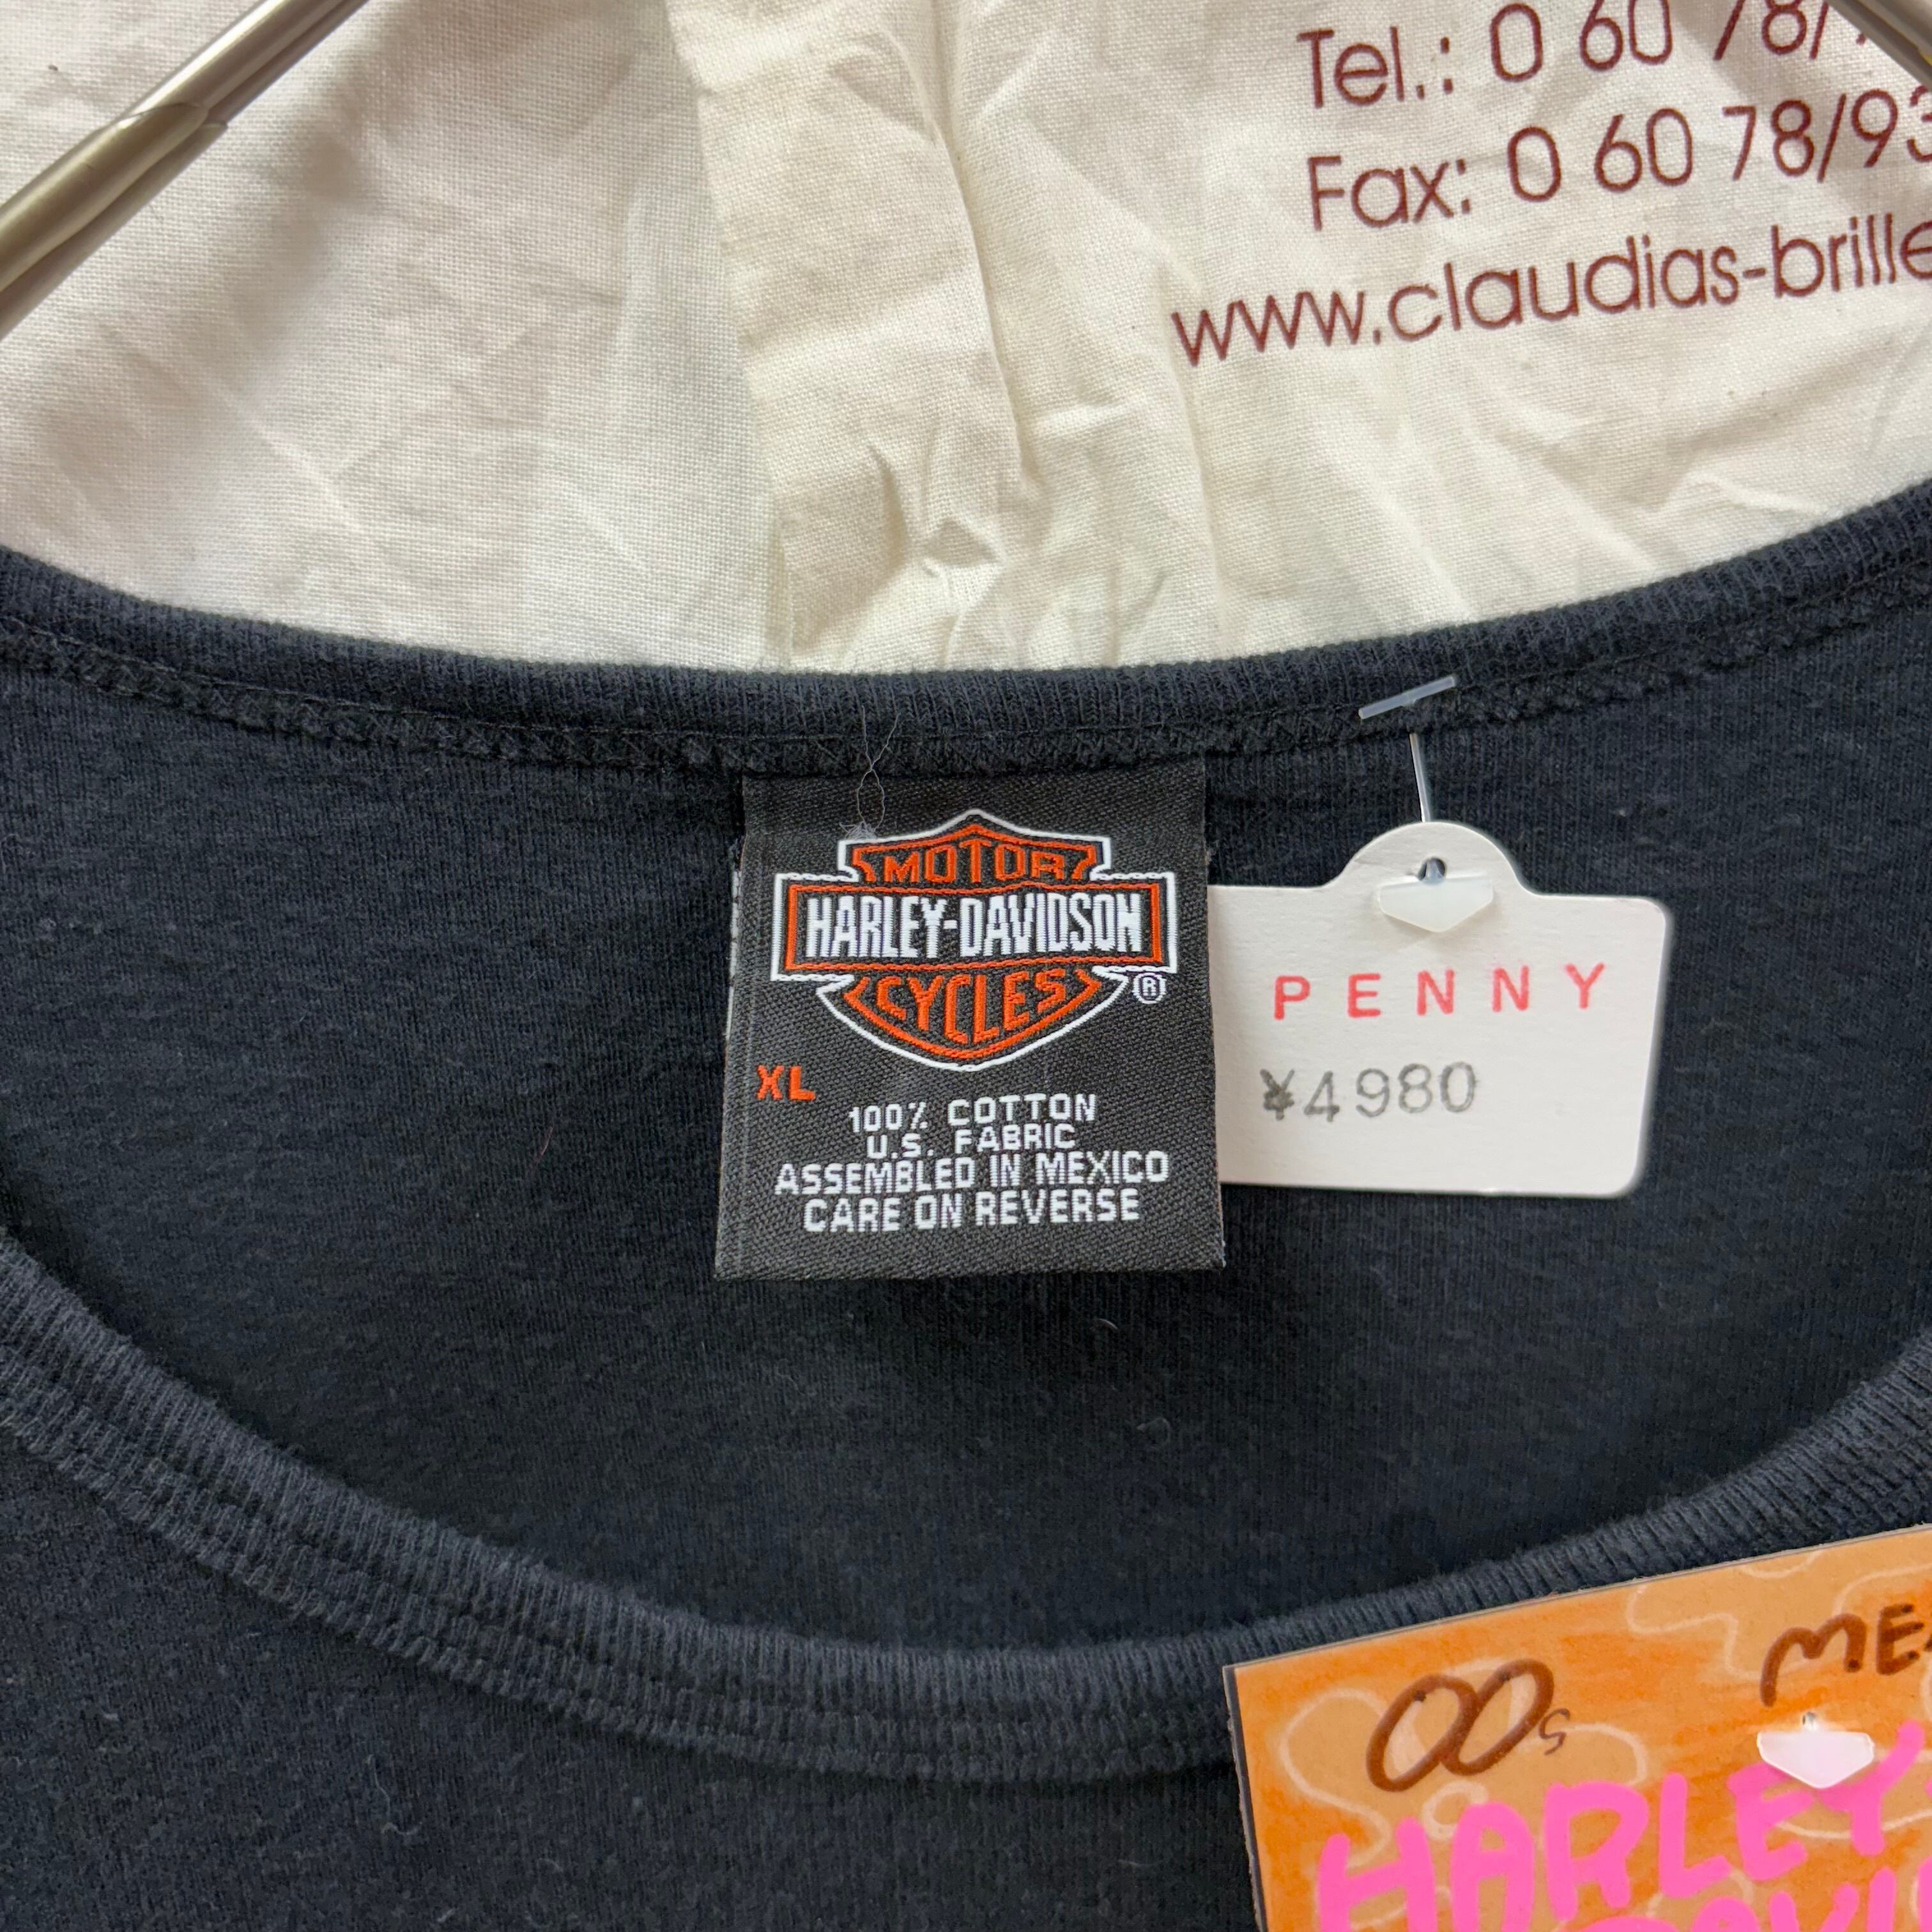 Tel.: 0 60 78/
Fax: 0 60 78/93
www.claudias-brille
MOTOR
HARLEY-DAVIDSON
CYCLES ®
XL
100% COTTON
U.S. FABRIC
ASSEMBLED IN MEXICO
CARE ON REVERSE
PENNY
¥4980
00s
HARLEY